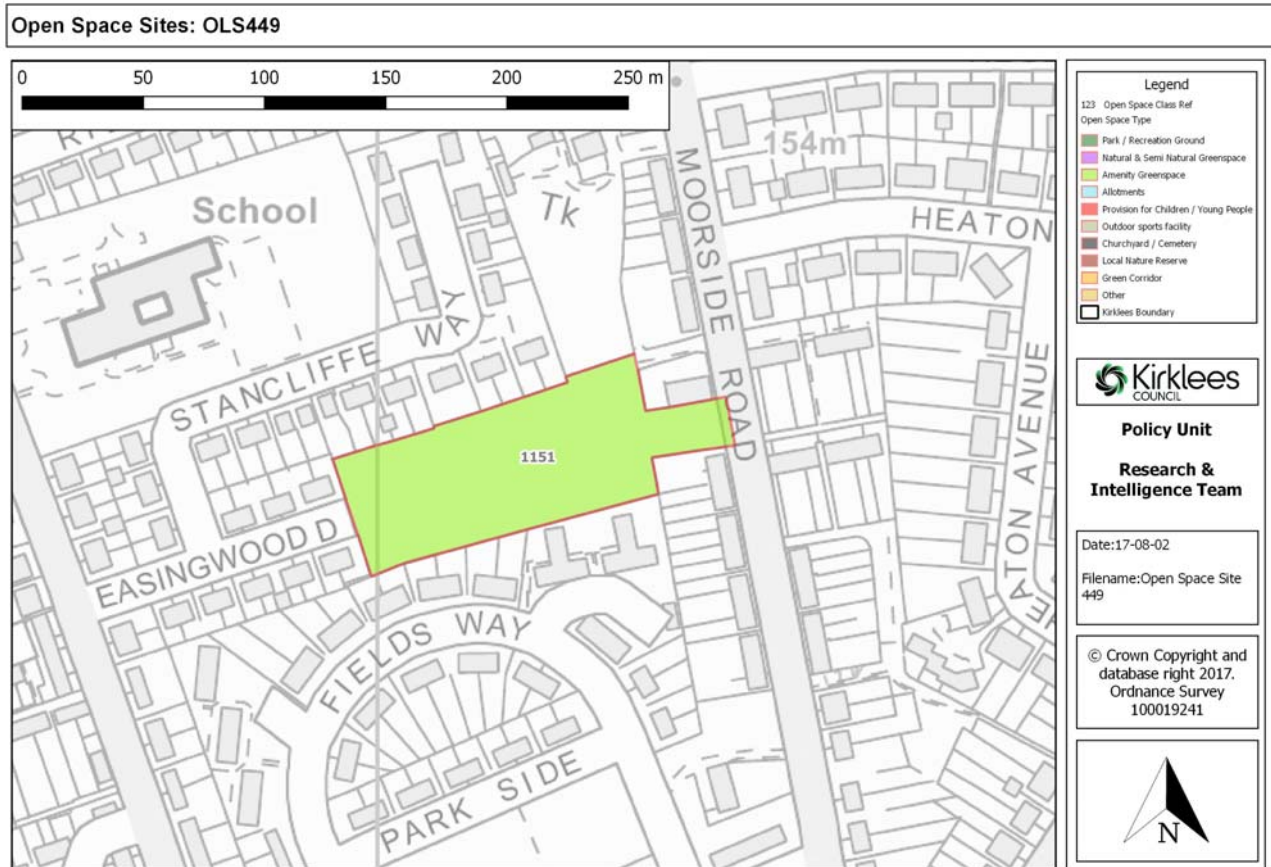 Open Space Sites: OLS449
0 50 100 150 200 250 m
School
Tk
154m
MOORSIDE ROAD
HEATON
STANCLIFFE WAY
HEATON AVENUE
1151
EASINGWOOD D
FIELDS WAY
PARK SIDE
Legend
123 Open Space Class Ref
Open Space Type
Park / Recreation Ground
Natural & Semi Natural Greenspace
Amenity Greenspace
Allotments
Provision for Children / Young People
Outdoor sports facility
Churchyard / Cemetery
Local Nature Reserve
Green Corridor
Other
Kirklees Boundary
Kirklees
COUNCIL
Policy Unit
Research &
Intelligence Team
Date:17-08-02
Filename:Open Space Site
449
© Crown Copyright and
database right 2017.
Ordnance Survey
100019241
N